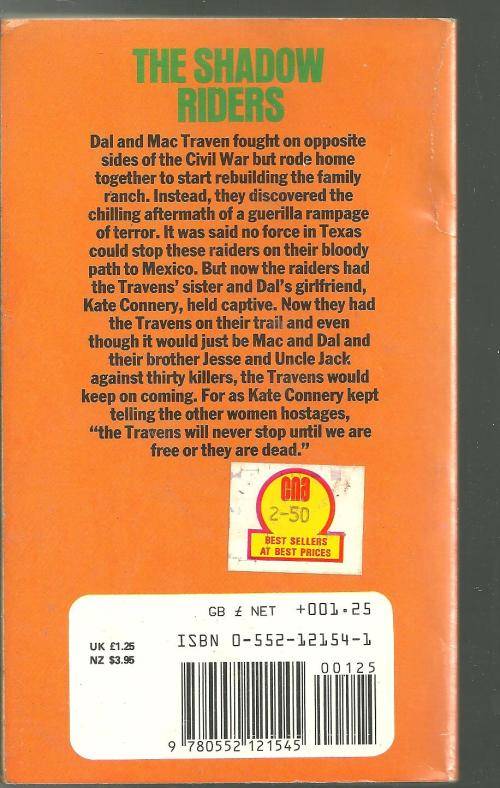 THE SHADOW
RIDERS
Dal and Mac Traven fought on opposite
sides of the Civil War but rode home
together to start rebuilding the family
ranch. Instead, they discovered the
chilling aftermath of a guerilla rampage
of terror. It was said no force in Texas
could stop these raiders on their bloody
path to Mexico. But now the raiders had
the Travens' sister and Dal's girlfriend,
Kate Connery, held captive. Now they had
the Travens on their trail and even
though it would just be Mac and Dal and
their brother Jesse and Uncle Jack
against thirty killers, the Travens would
keep on coming. For as Kate Connery kept
telling the other women hostages,
“the Travens will never stop until we are
free or they are dead.”
cna
2-50
BEST SELLERS
AT BEST PRICES
GB £ NET +001.25
UK £1.25
NZ $3.95
ISBN 0-552-12154-1
00125
9 780552 121545